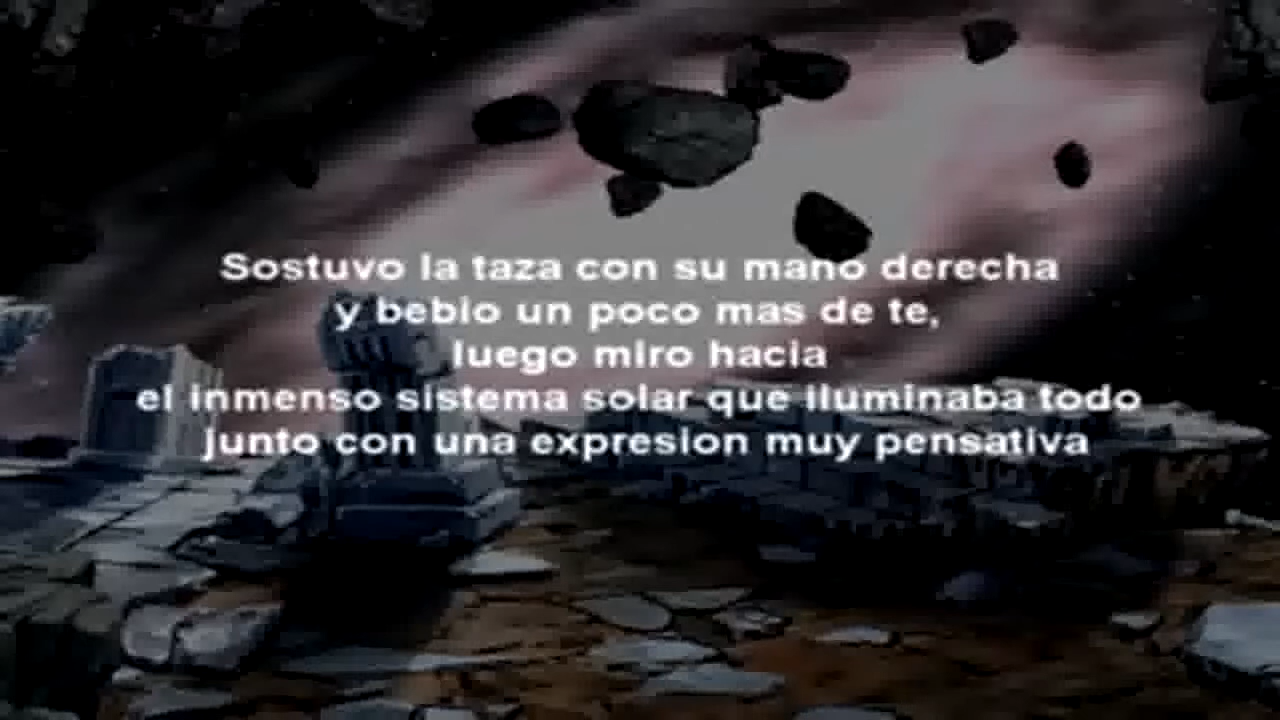 Sostuvo la taza con su mano derecha
y bebio un poco mas de te,
luego miro hacia
el inmenso sistema solar que iluminaba todo
junto con una expresion muy pensativa